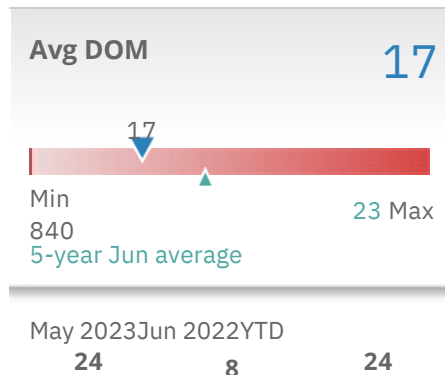 Avg DOM
17
17
Min
840
23 Max
5-year Jun average
May 2023Jun 2022YTD
24 8 24